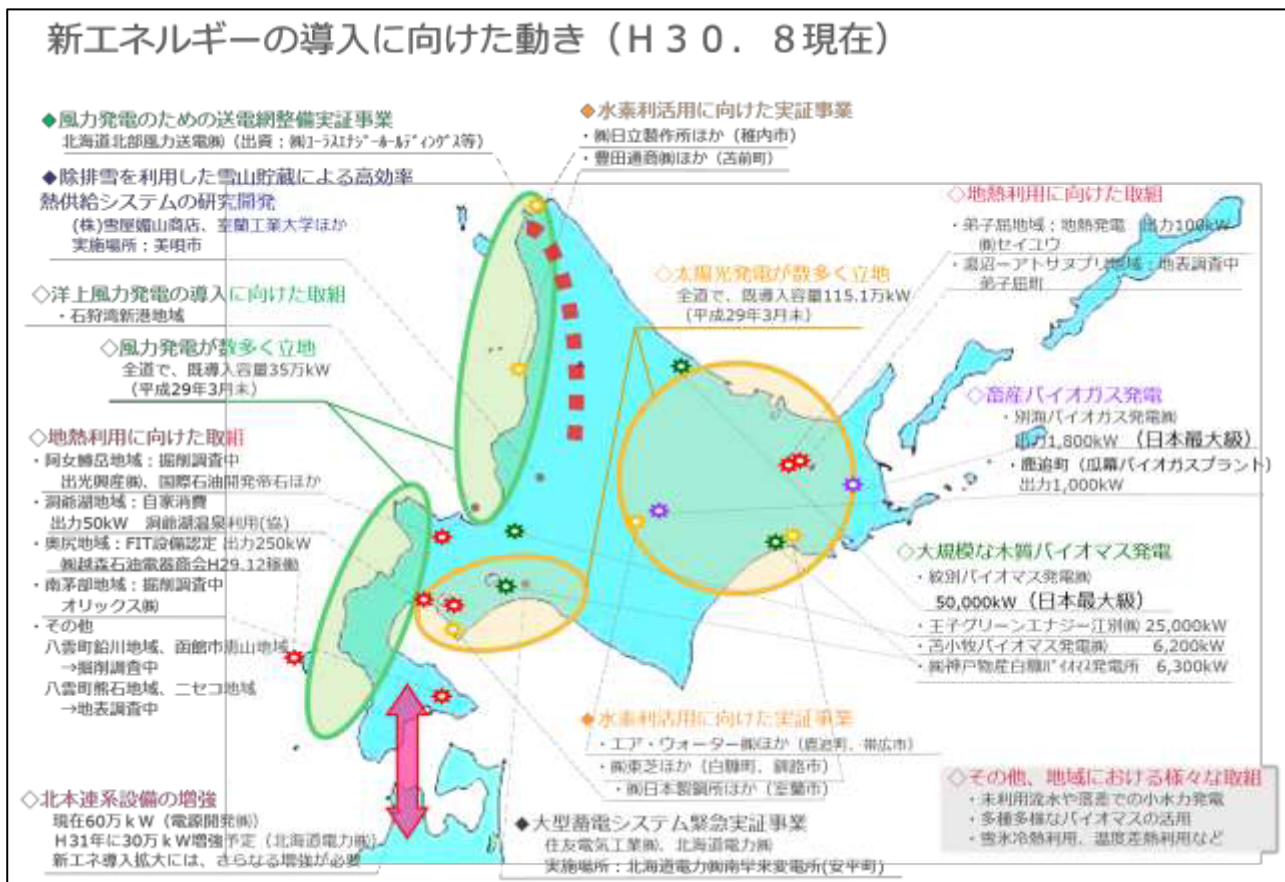 新エネルギーの導入に向けた動き（H30．8現在）
◆風力発電のための送電網整備実証事業
北海道北部風力送電㈱（出資：㈱ﾕｰﾗｽｴﾅｼﾞｰﾎｰﾙﾃﾞｨﾝｸﾞｽ等）
◆除排雪を利用した雪山貯蔵による高効率
熱供給システムの研究開発
(株)雪屋媚山商店、室蘭工業大学ほか
実施場所：美唄市
◇洋上風力発電の導入に向けた取組
・石狩湾新港地域
◇風力発電が数多く立地
全道で、既導入容量35万kW
（平成29年3月末）
◇地熱利用に向けた取組
・阿女鱒岳地域：掘削調査中
出光興産㈱、国際石油開発帝石ほか
・洞爺湖地域：自家消費
出力50kW　洞爺湖温泉利用(協)
・奥尻地域：FIT設備認定 出力250kW
㈱越森石油電器商会H29.12稼働
・南茅部地域：掘削調査中
オリックス㈱
・その他
八雲町鉛川地域、函館市恵山地域
→掘削調査中
八雲町熊石地域、ニセコ地域
→地表調査中
◇北本連系設備の増強
現在60万ｋＷ（電源開発㈱）
H31年に30万ｋＷ増強予定（北海道電力㈱）
新エネ導入拡大には、さらなる増強が必要
◆水素利活用に向けた実証事業
・㈱日立製作所ほか（稚内市）
・豊田通商㈱ほか（苫前町）
◇太陽光発電が数多く立地
全道で、既導入容量115.1万kW
（平成29年3月末）
◇地熱利用に向けた取組
・弟子屈地域：地熱発電　出力100kW
㈱セイユウ
・湯沼ーアトサヌプリ地域：地表調査中
弟子屈町
◇畜産バイオガス発電
・別海バイオガス発電㈱
出力1,800kW （日本最大級）
・鹿追町（瓜幕バイオガスプラント）
出力1,000kW
◇大規模な木質バイオマス発電
・紋別バイオマス発電㈱
50,000kW（日本最大級）
・王子グリーンエナジー江別㈱ 25,000kW
・苫小牧バイオマス発電㈱　6,200kW
・㈱神戸物産白糠ﾊﾞｲｵﾏｽ発電所　6,300kW
◆水素利活用に向けた実証事業
・エア・ウォーター㈱ほか（鹿追町、帯広市）
・㈱東芝ほか（白糠町、釧路市）
・㈱日本製鋼所ほか（室蘭市）
◆大型蓄電システム緊急実証事業
住友電気工業㈱、北海道電力㈱
実施場所：北海道電力㈱南早来変電所(安平町)
◇その他、地域における様々な取組
・未利用流水や落差での小水力発電
・多種多様なバイオマスの活用
・雪氷冷熱利用、温度差熱利用など